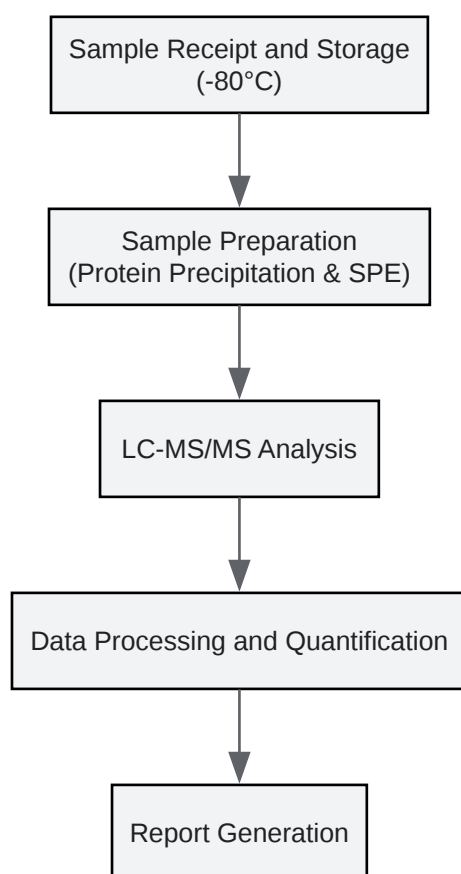 Sample Receipt and Storage
(-80°C)
Sample Preparation
(Protein Precipitation & SPE)
LC-MS/MS Analysis
Data Processing and Quantification
Report Generation